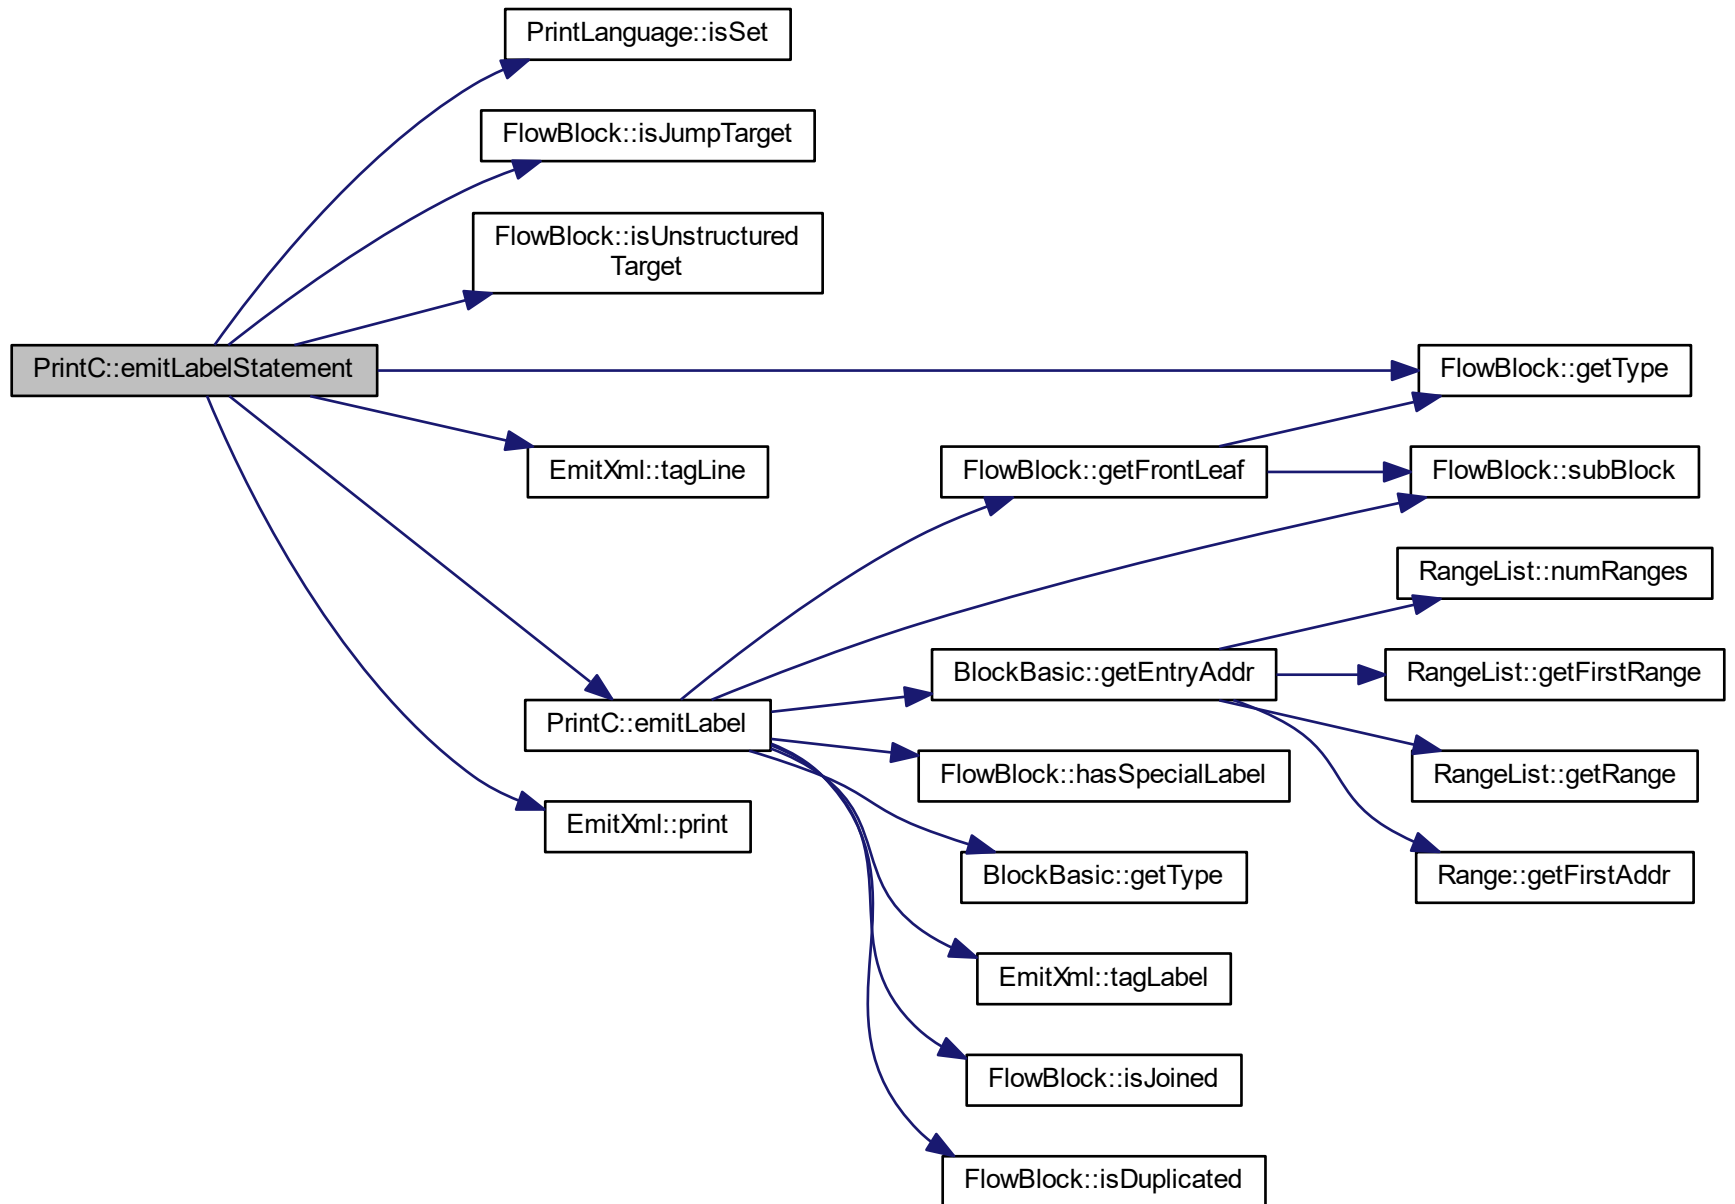 PrintLanguage::isSet
FlowBlock::isJumpTarget
FlowBlock::isUnstructured
Target
PrintC::emitLabelStatement
FlowBlock::getType
EmitXml::tagLine
FlowBlock::getFrontLeaf
FlowBlock::subBlock
RangeList::numRanges
BlockBasic::getEntryAddr
RangeList::getFirstRange
PrintC::emitLabel
FlowBlock::hasSpecialLabel
RangeList::getRange
EmitXml::print
BlockBasic::getType
Range::getFirstAddr
EmitXml::tagLabel
FlowBlock::isJoined
FlowBlock::isDuplicated